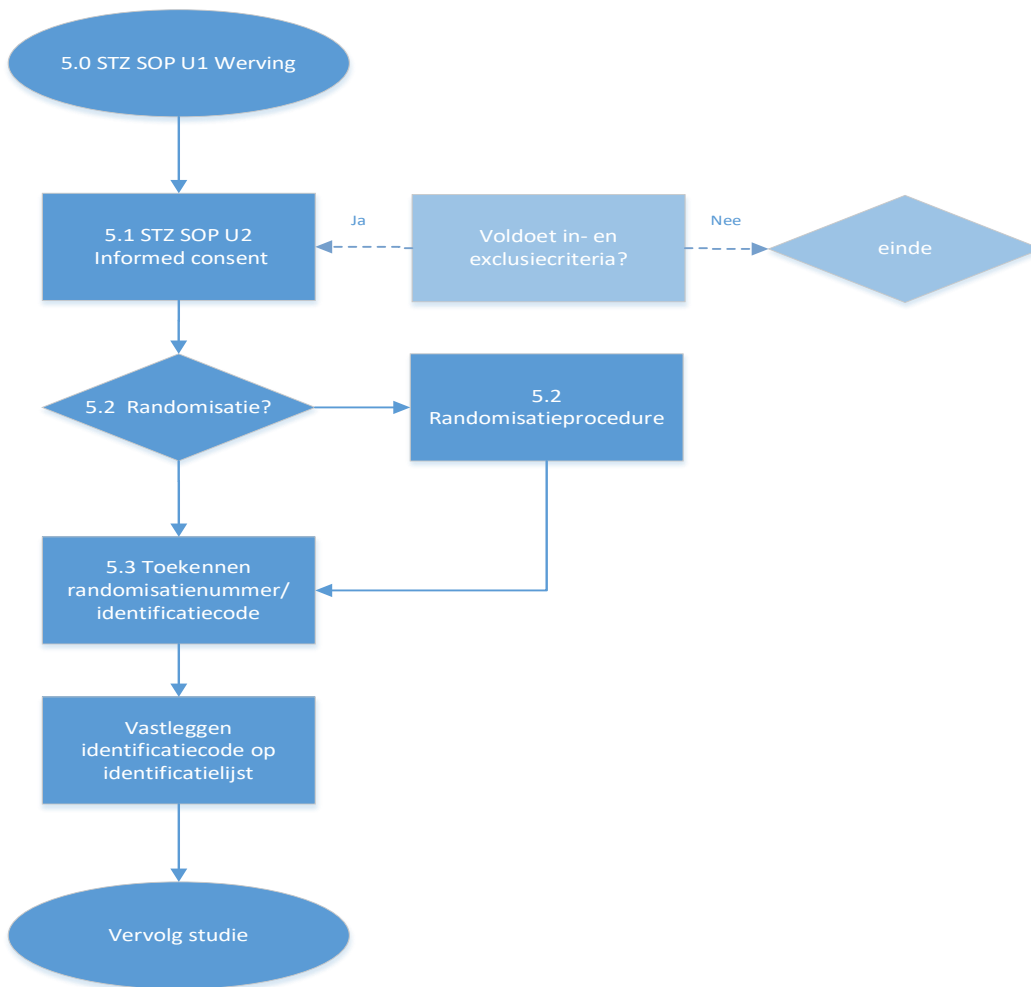 5.0 STZ SOP U1 Werving
5.1 STZ SOP U2
Informed consent
Ja
Voldoet in- en
exclusiecriteria?
Nee
einde
5.2 Randomisatie?
5.2
Randomisatieprocedure
5.3 Toekennen
randomisatienummer/
identificatiecode
Vastleggen
identificatiecode op
identificatielijst
Vervolg studie